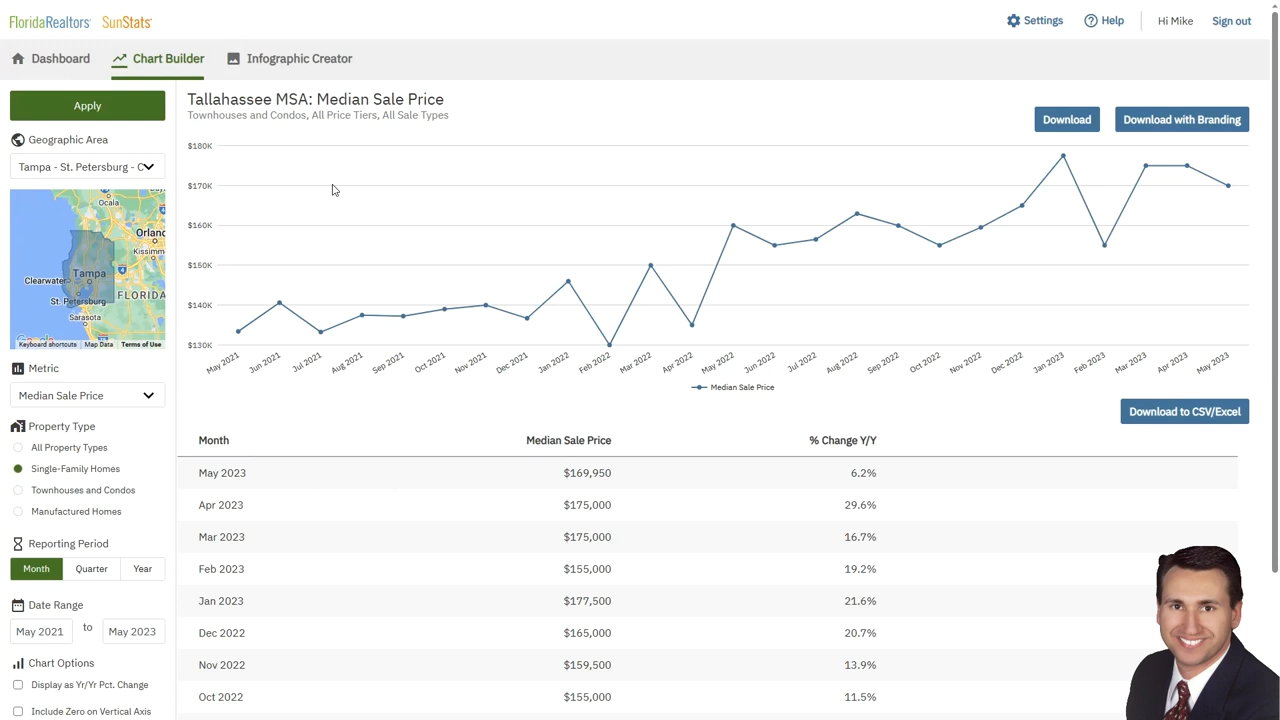 FloridaRealtors SunStats
Settings
Help
Hi Mike
Sign out
Dashboard
Chart Builder
Infographic Creator
Apply
Geographic Area
Tampa - St. Petersburg - C
Ocala
Orlan
Kissimm
Tampa
Clearwater
St. Petersburg
FLORIDA
Sarasota
Google
Keyboard shortcuts
Map Data
Terms of Use
Metric
Median Sale Price
Property Type
All Property Types
Single-Family Homes
Townhouses and Condos
Manufactured Homes
Reporting Period
Month
Quarter
Year
Date Range
May 2021
to
May 2023
Chart Options
Display as Yr/Yr Pct. Change
Include Zero on Vertical Axis
Tallahassee MSA: Median Sale Price
Townhouses and Condos, All Price Tiers, All Sale Types
Download
Download with Branding
$180K
$170K
$160K
$150K
$140K
$130K
May 2021
Jun 2021
Jul 2021
Aug 2021
Sep 2021
Oct 2021
Nov 2021
Dec 2021
Jan 2022
Feb 2022
Mar 2022
Apr 2022
May 2022
Jun 2022
Jul 2022
Aug 2022
Sep 2022
Oct 2022
Nov 2022
Dec 2022
Jan 2023
Feb 2023
Mar 2023
Apr 2023
May 2023
Median Sale Price
Download to CSV/Excel
Month Median Sale Price % Change Y/Y
May 2023 $169,950 6.2%
Apr 2023 $175,000 29.6%
Mar 2023 $175,000 16.7%
Feb 2023 $155,000 19.2%
Jan 2023 $177,500 21.6%
Dec 2022 $165,000 20.7%
Nov 2022 $159,500 13.9%
Oct 2022 $155,000 11.5%